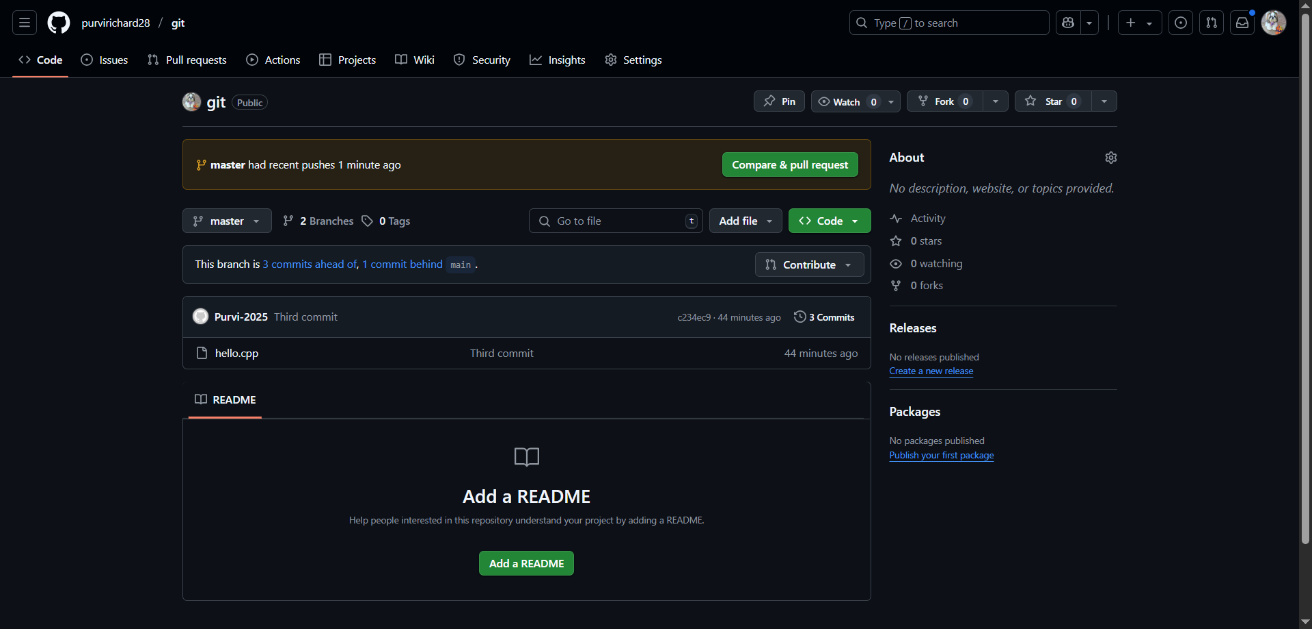 purvirichard28 / git
Type / to search
Code Issues Pull requests Actions Projects Wiki Security Insights Settings
git Public
Pin Watch 0 Fork 0 Star 0
master had recent pushes 1 minute ago
Compare & pull request
master 2 Branches 0 Tags
Go to file t
Add file Code
This branch is 3 commits ahead of, 1 commit behind main .
Contribute
Purvi-2025 Third commit c234ec9 · 44 minutes ago 3 Commits
hello.cpp Third commit 44 minutes ago
README
Add a README
Help people interested in this repository understand your project by adding a README.
Add a README
About
No description, website, or topics provided.
Activity
0 stars
0 watching
0 forks
Releases
No releases published
Create a new release
Packages
No packages published
Publish your first package